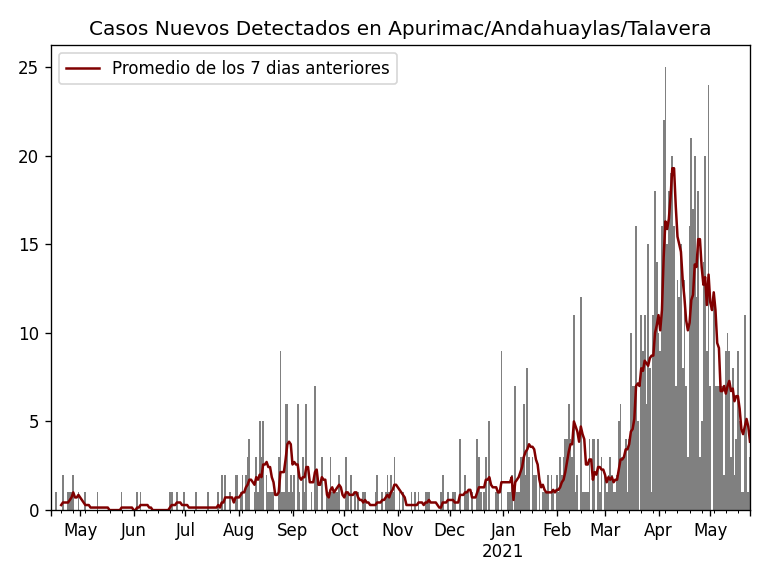 Casos Nuevos Detectados en Apurimac/Andahuaylas/Talavera
Promedio de los 7 dias anteriores
25
20
15
10
5
0
May Jun Jul Aug Sep Oct Nov Dec Jan Feb Mar Apr May
2021